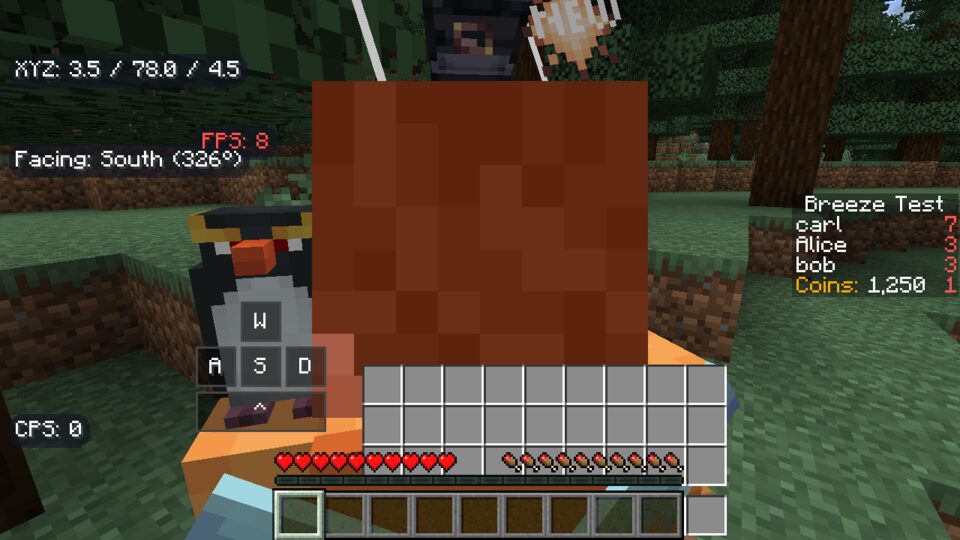 XYZ: 3.5 / 78.0 / 4.5
FPS: 8
Facing: South (326º)
Breeze Test
carl 7
Alice 3
bob 3
Coins: 1,250 1
W
A S D
^
CPS: 0